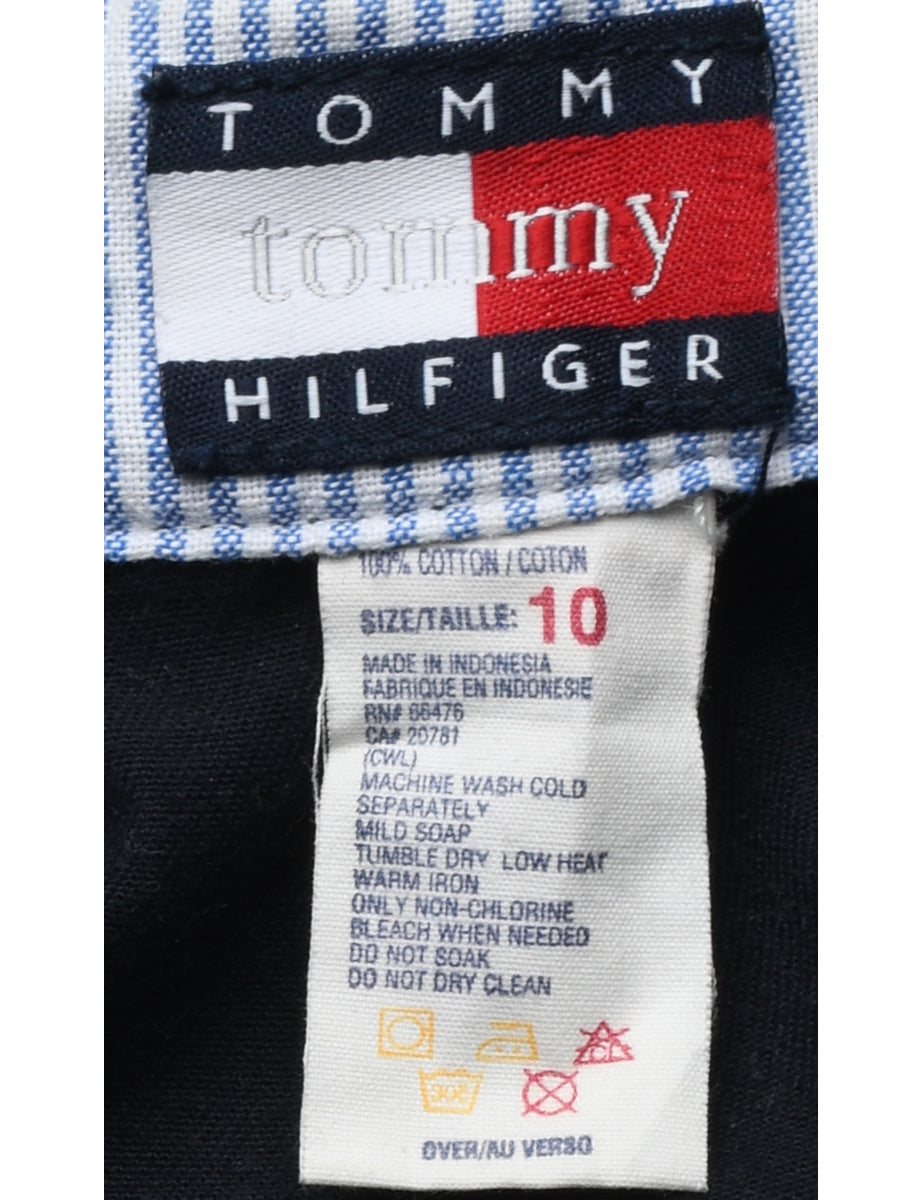 TOMMY
tommy
HILFIGER
100% COTTON / COTON
SIZE/TAILLE: 10
MADE IN INDONESIA
FABRIQUE EN INDONESIE
RN# 66476
CA# 20781
(CWL)
MACHINE WASH COLD
SEPARATELY
MILD SOAP
TUMBLE DRY LOW HEAT
WARM IRON
ONLY NON-CHLORINE
BLEACH WHEN NEEDED
DO NOT SOAK
DO NOT DRY CLEAN
CL
30°
OVER/AU VERSO